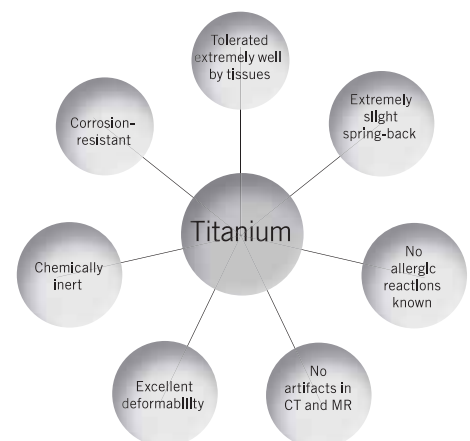 Tolerated
extremely well
by tissues
Extremely
slight
spring-back
Corrosion-
resistant
Titanium
No
allergic
reactions
known
Chemically
inert
Excellent
deformability
No
artifacts in
CT and MR